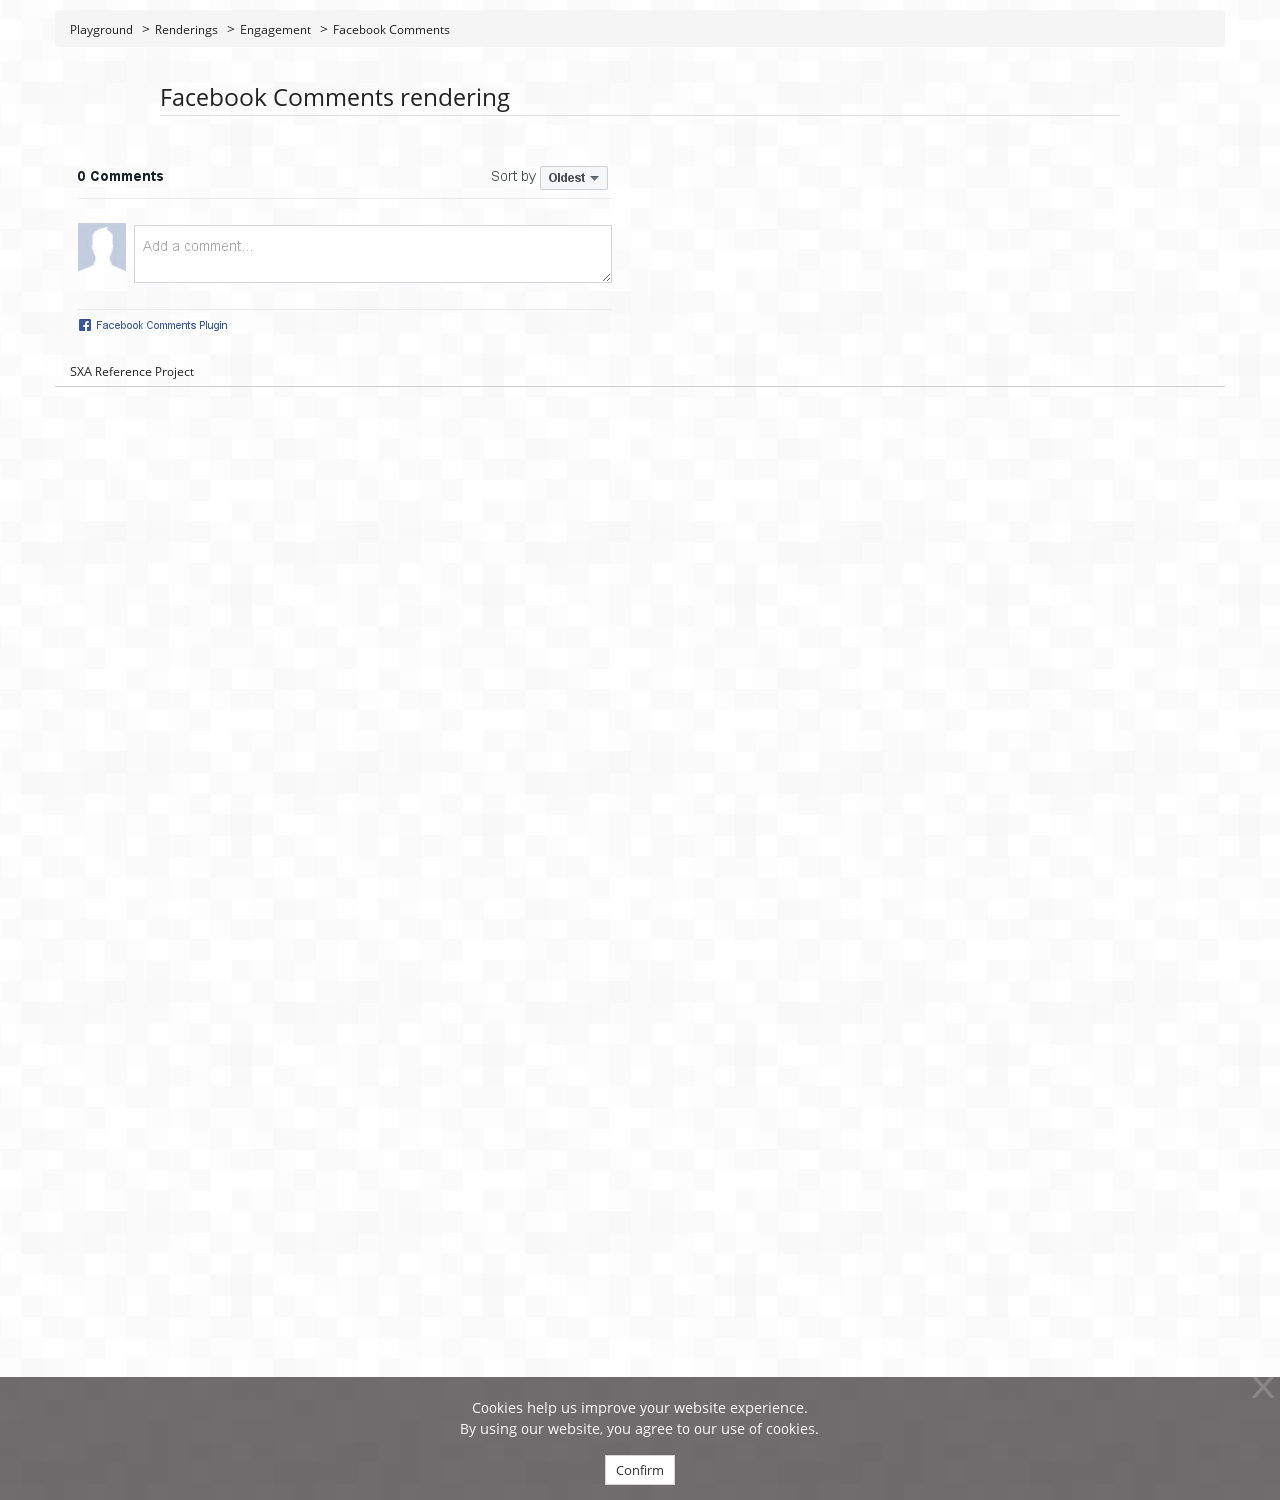 Playground > Renderings > Engagement > Facebook Comments
Facebook Comments rendering
0 Comments Sort by Oldest
Add a comment...
Facebook Comments Plugin
SXA Reference Project
Cookies help us improve your website experience.
By using our website, you agree to our use of cookies.
Confirm